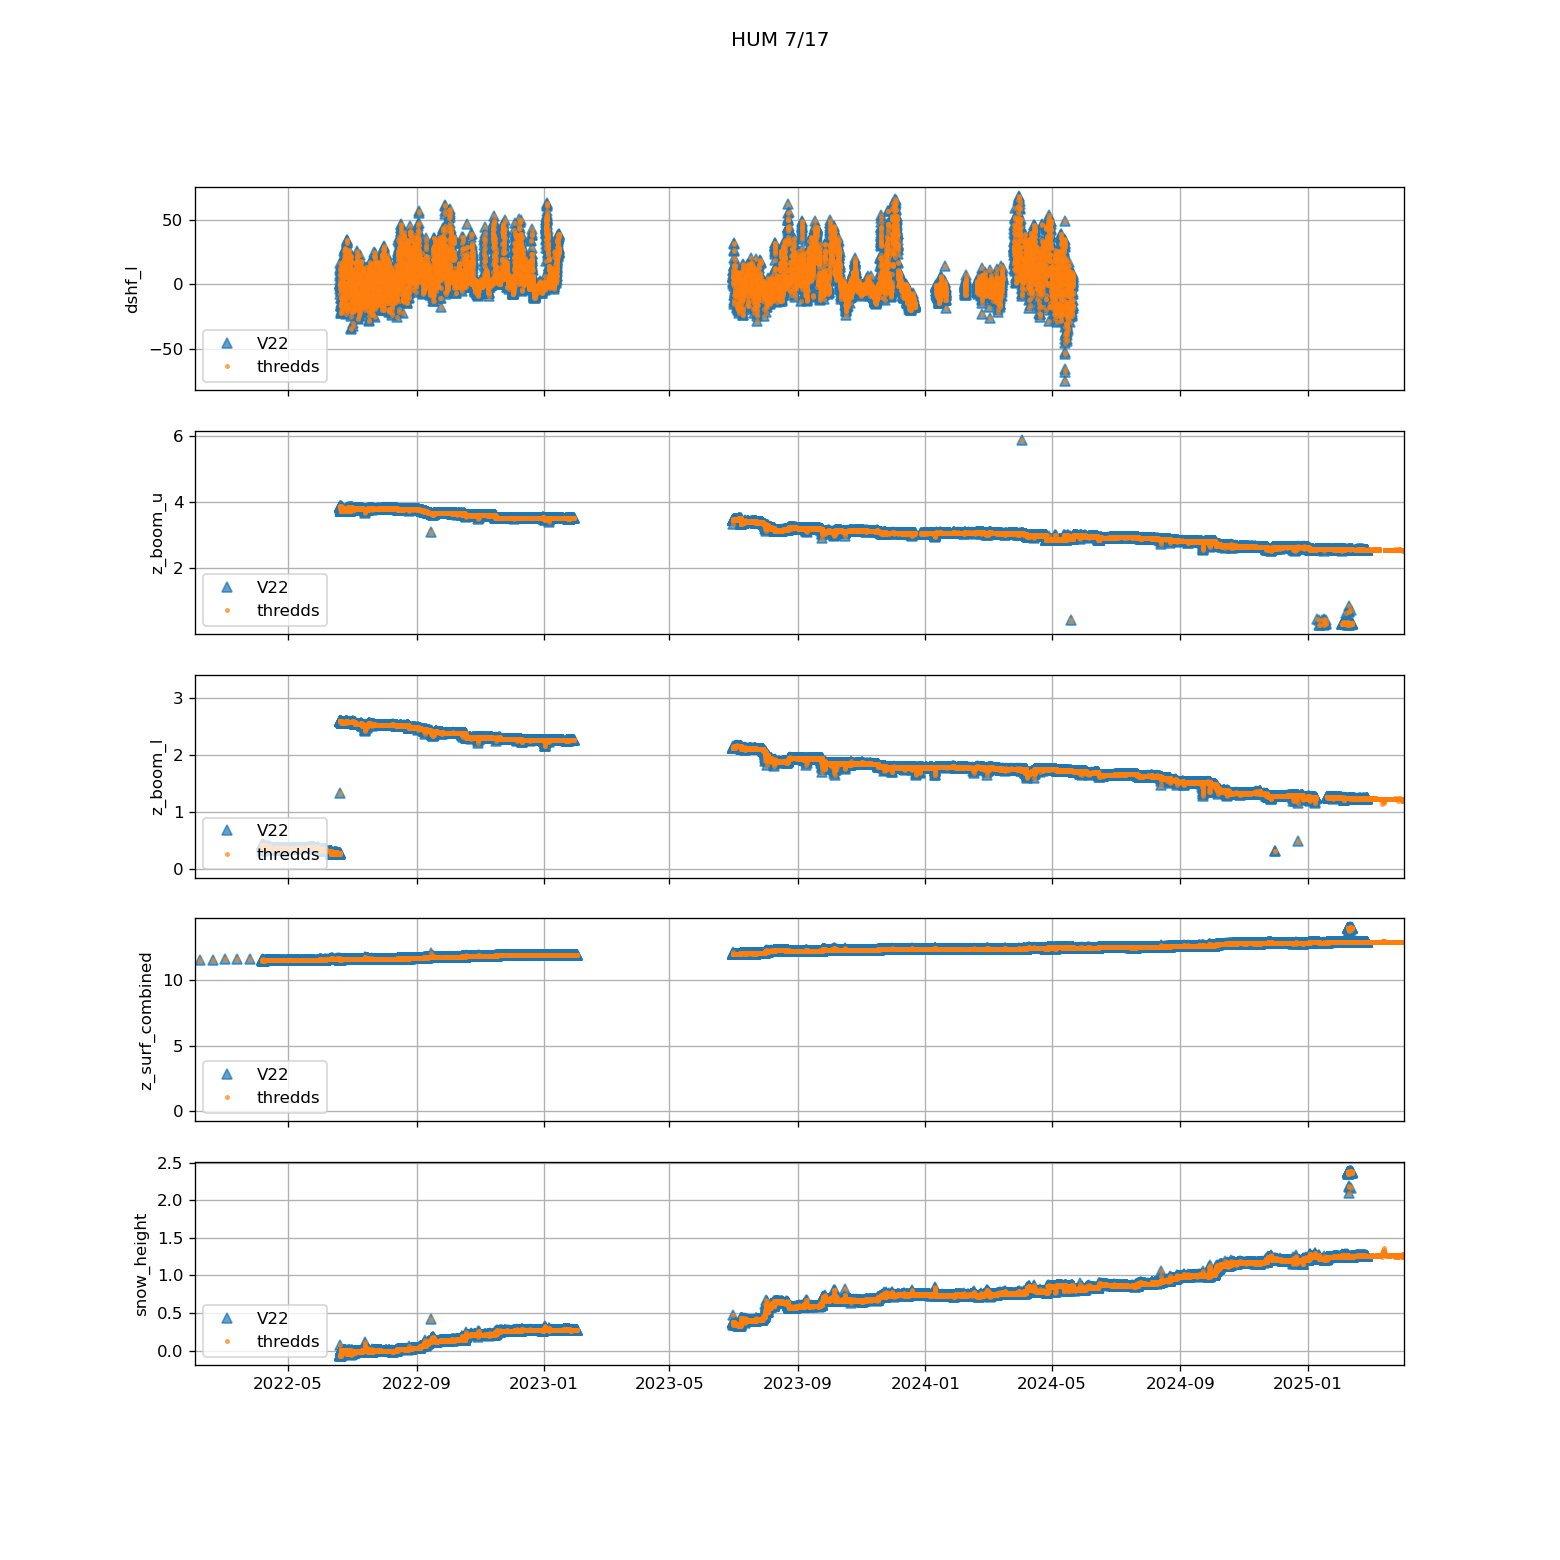 HUM 7/17
dshf_l
50
0
−50
V22
thredds
z_boom_u
6
4
2
V22
thredds
z_boom_l
3
2
1
0
V22
thredds
z_surf_combined
10
5
0
V22
thredds
snow_height
2.5
2.0
1.5
1.0
0.5
0.0
V22
thredds
2022-05 2022-09 2023-01 2023-05 2023-09 2024-01 2024-05 2024-09 2025-01